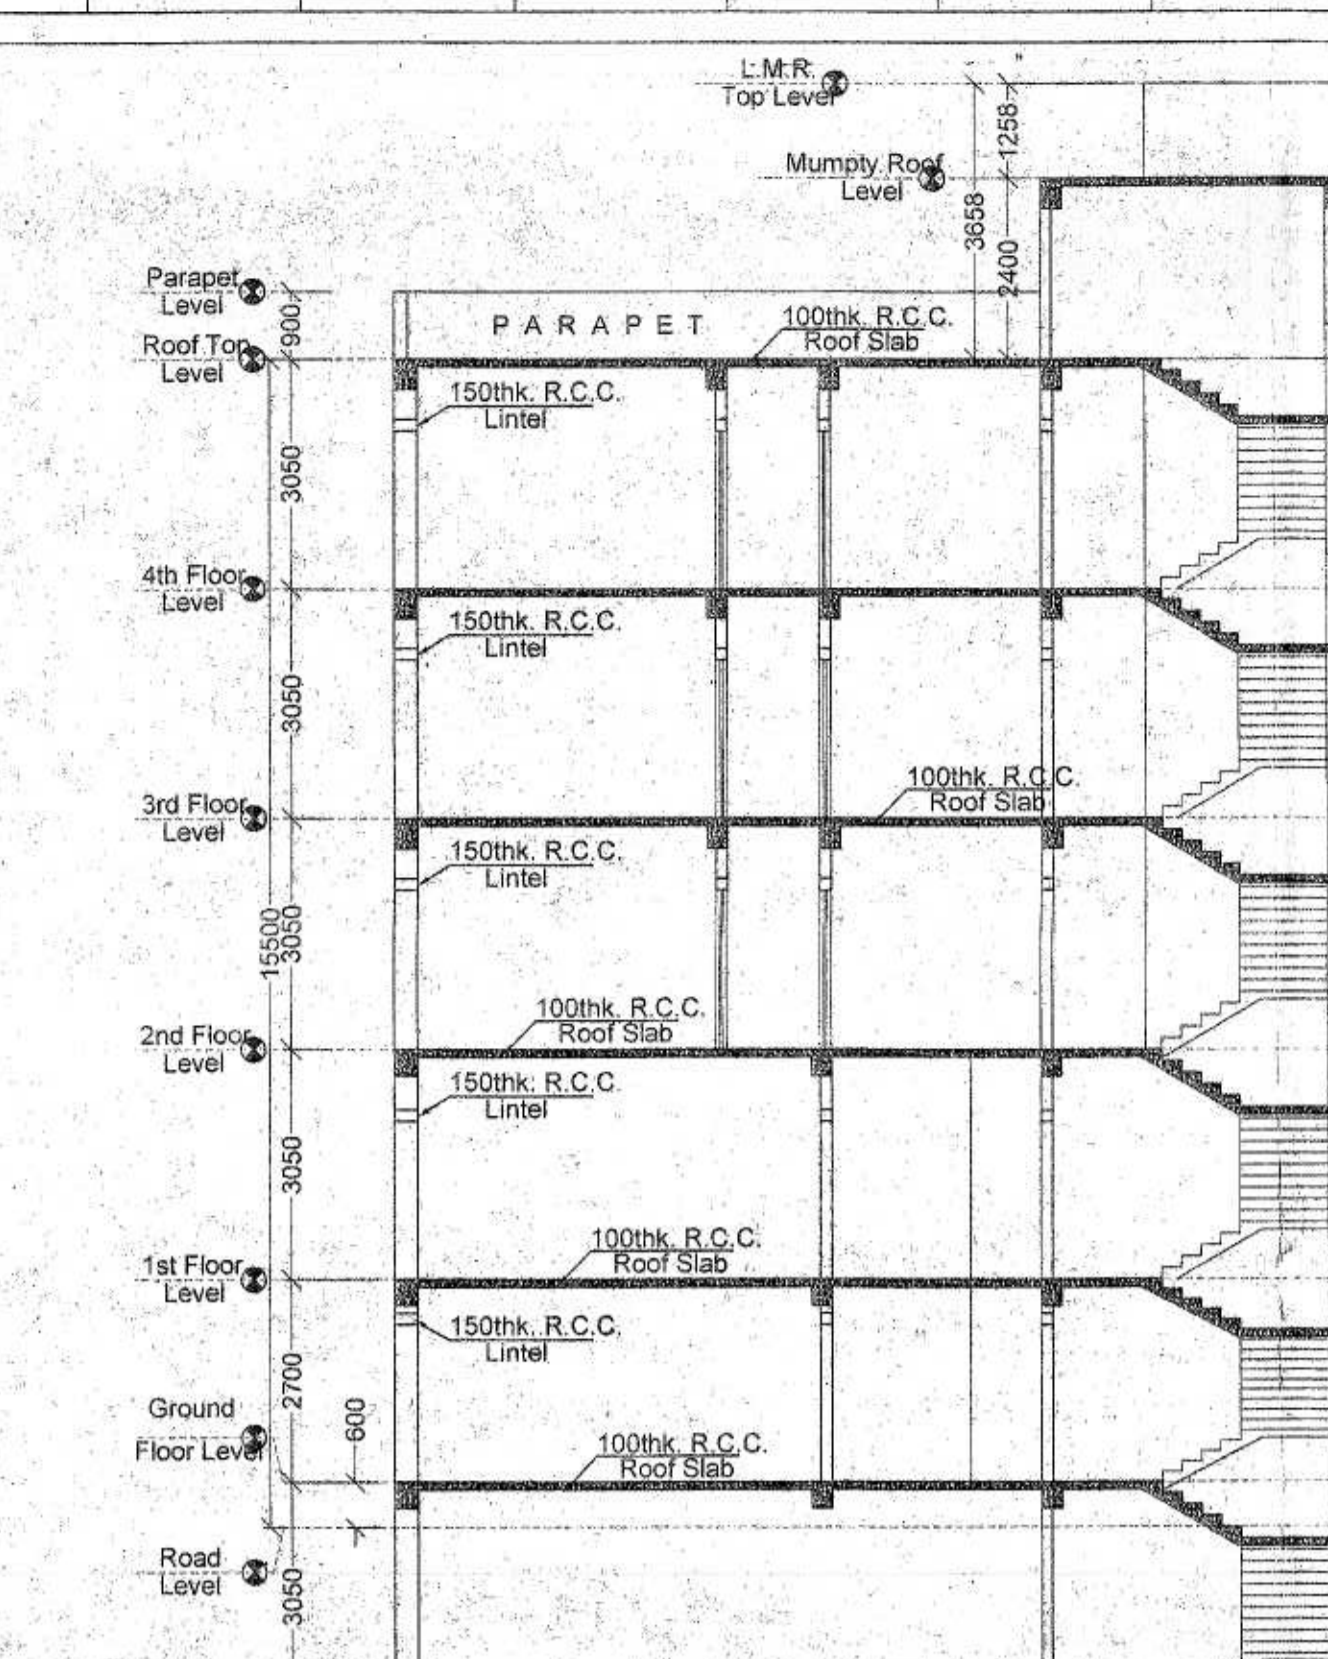 L.M.R.
Top Level
1258
Mumpty Roof
Level
3658
2400
Parapet
Level
900
PARAPET
100thk. R.C.C.
Roof Slab
Roof Top
Level
150thk. R.C.C.
Lintel
3050
4th Floor
Level
150thk. R.C.C.
Lintel
3050
100thk. R.C.C.
Roof Slab
3rd Floor
Level
150thk. R.C.C.
Lintel
15500
3050
100thk. R.C.C.
Roof Slab
2nd Floor
Level
150thk. R.C.C.
Lintel
3050
100thk. R.C.C.
Roof Slab
1st Floor
Level
150thk. R.C.C.
Lintel
2700
600
Ground
Floor Level
100thk. R.C.C.
Roof Slab
Road
Level
3050